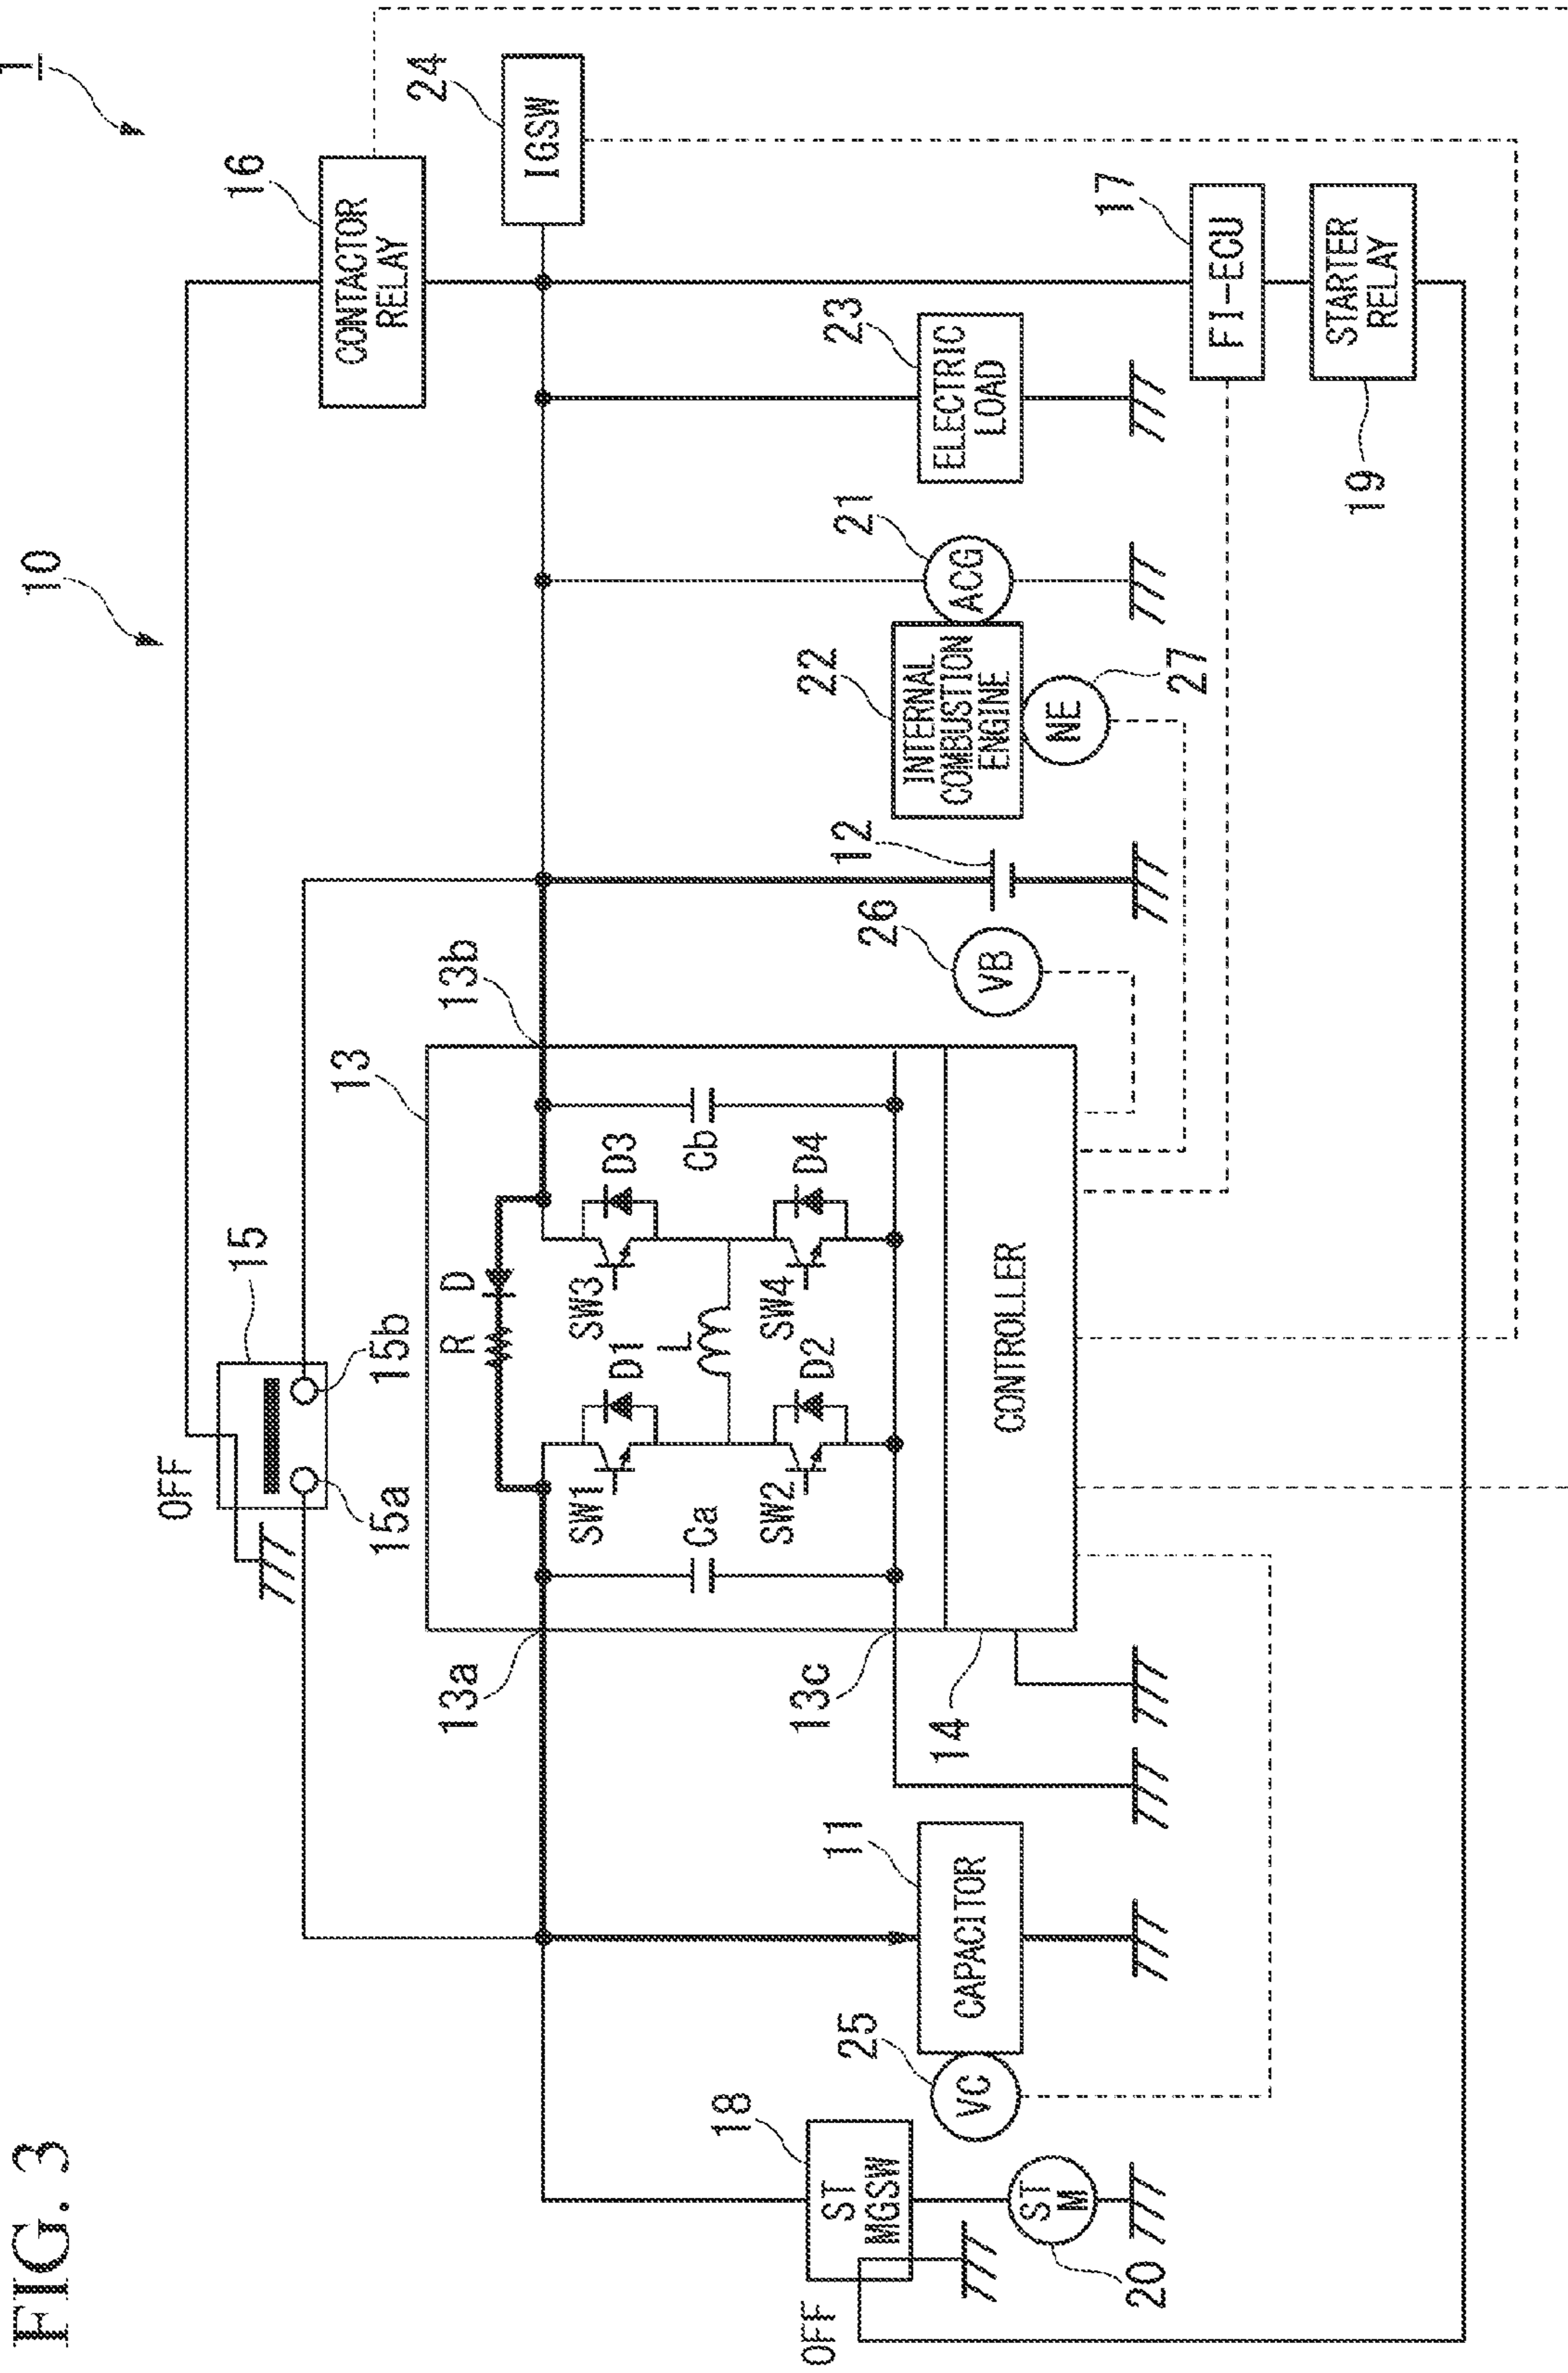 FIG. 3
1
10
OFF
15
15a
15b
16
CONTACTOR
RELAY
24
IGSW
13
13a
13b
13c
R
D
SW1
D1
SW3
D3
L
Ca
Cb
SW2
D2
SW4
D4
CONTROLLER
14
18
ST
MGSW
OFF
ST
M
20
25
VC
11
CAPACITOR
26
VB
12
22
INTERNAL
COMBUSTION
ENGINE
NE
27
21
ACG
23
ELECTRIC
LOAD
17
FI-ECU
STARTER
RELAY
19